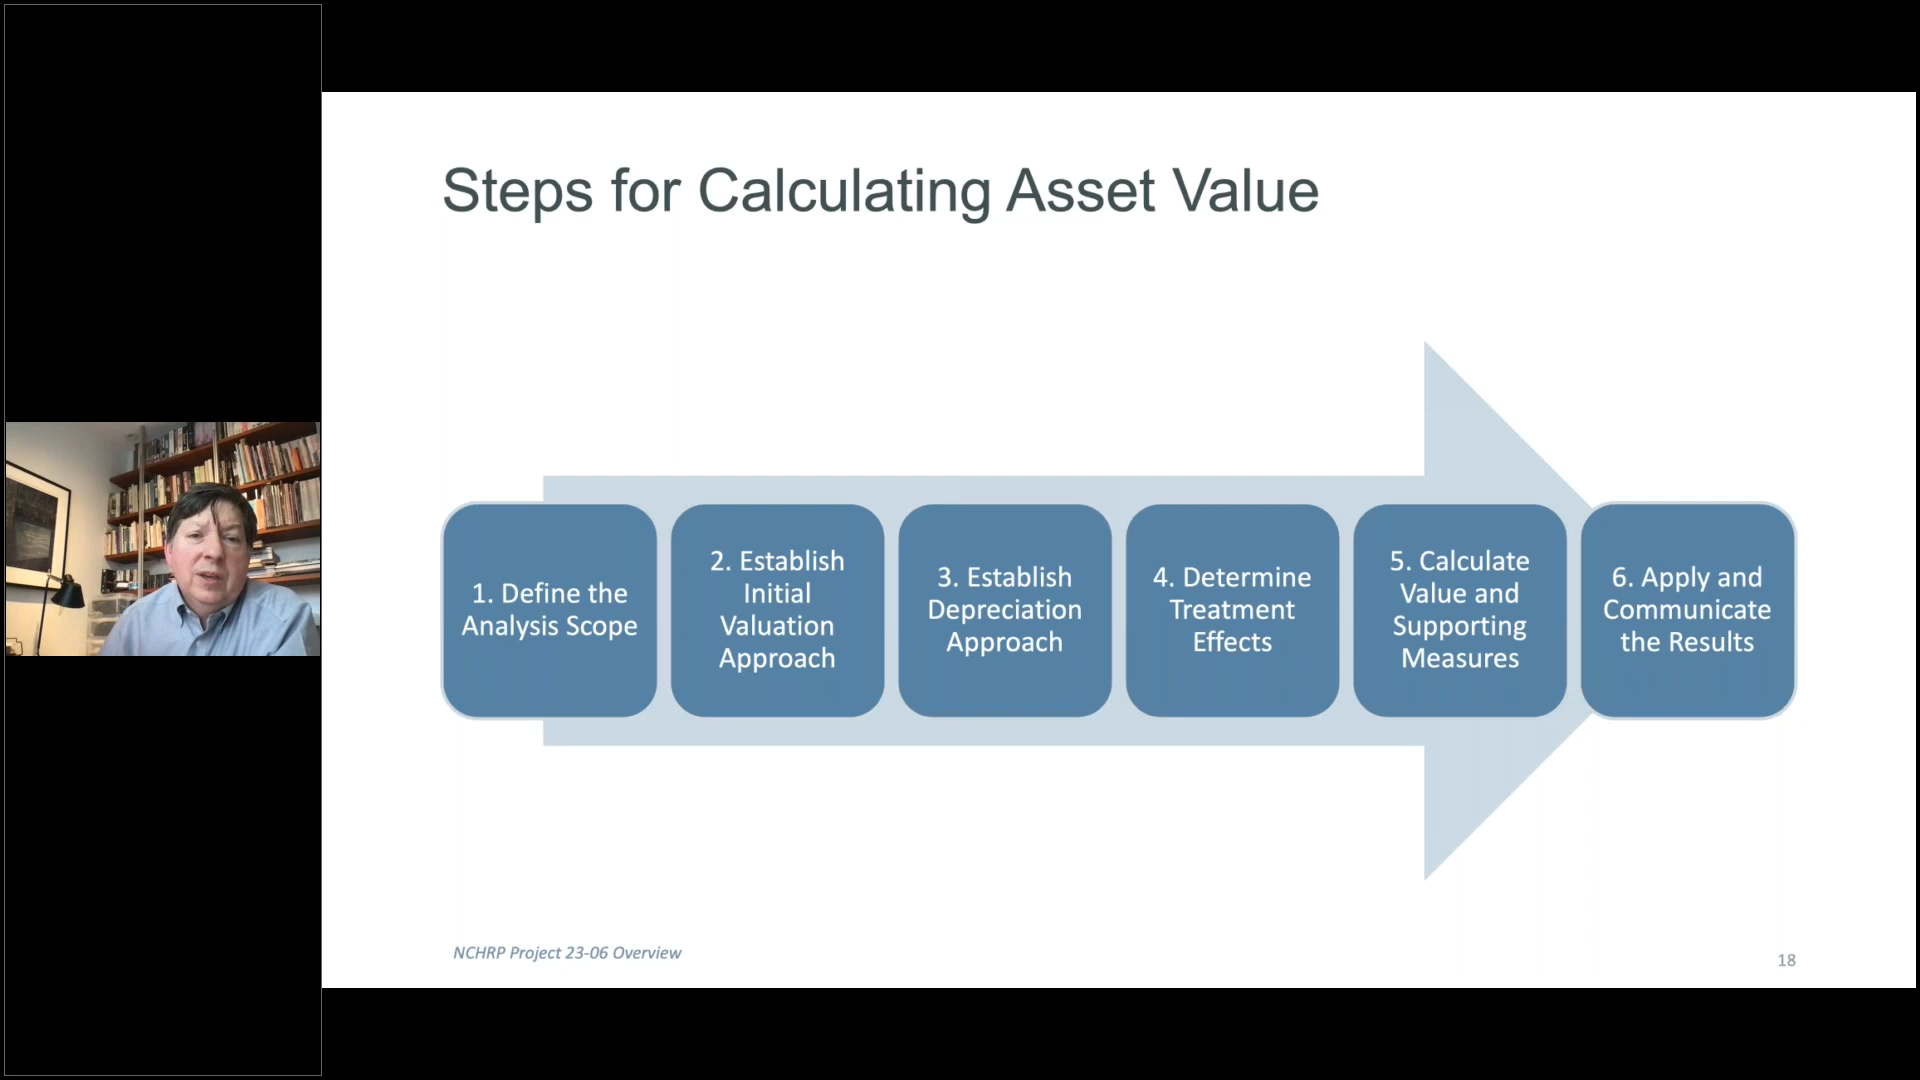 Steps for Calculating Asset Value
1. Define the
Analysis Scope
2. Establish
Initial
Valuation
Approach
3. Establish
Depreciation
Approach
4. Determine
Treatment
Effects
5. Calculate
Value and
Supporting
Measures
6. Apply and
Communicate
the Results
NCHRP Project 23-06 Overview
18